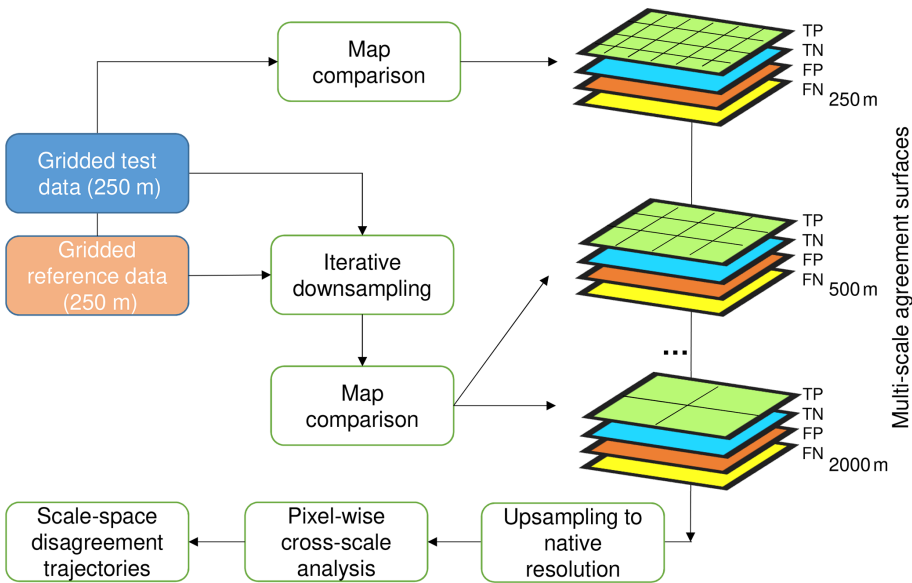 Map
comparison
TP
TN
FP
FN
250 m
Gridded test
data (250 m)
Gridded
reference data
(250 m)
Iterative
downsampling
TP
TN
FP
FN
500 m
...
Map
comparison
TP
TN
FP
FN
2000 m
Multi-scale agreement surfaces
Scale-space
disagreement
trajectories
Pixel-wise
cross-scale
analysis
Upsampling to
native
resolution